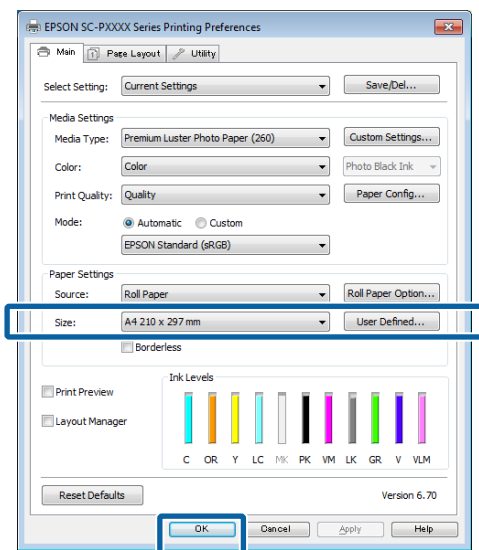 EPSON SC-PXXXX Series Printing Preferences
Main Page Layout Utility
Select Setting: Current Settings Save/Del...
Media Settings
Media Type: Premium Luster Photo Paper (260) Custom Settings...
Color: Color Photo Black Ink
Print Quality: Quality Paper Config...
Mode: Automatic Custom
EPSON Standard (sRGB)
Paper Settings
Source: Roll Paper Roll Paper Option...
Size: A4 210 x 297 mm User Defined...
Borderless
Ink Levels
Print Preview
Layout Manager
C OR Y LC MK PK VM LK GR V VLM
Reset Defaults Version 6.70
OK Cancel Apply Help